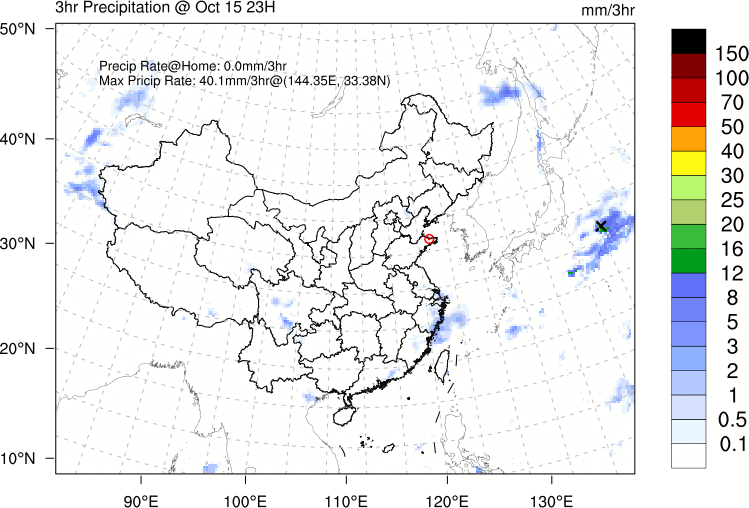 3hr Precipitation @ Oct 15 23H
mm/3hr
Precip Rate@Home: 0.0mm/3hr
Max Pricip Rate: 40.1mm/3hr@(144.35E, 33.38N)
50°N
40°N
30°N
20°N
10°N
90°E
100°E
110°E
120°E
130°E
150
100
70
50
40
30
25
20
16
12
8
5
3
2
1
0.5
0.1